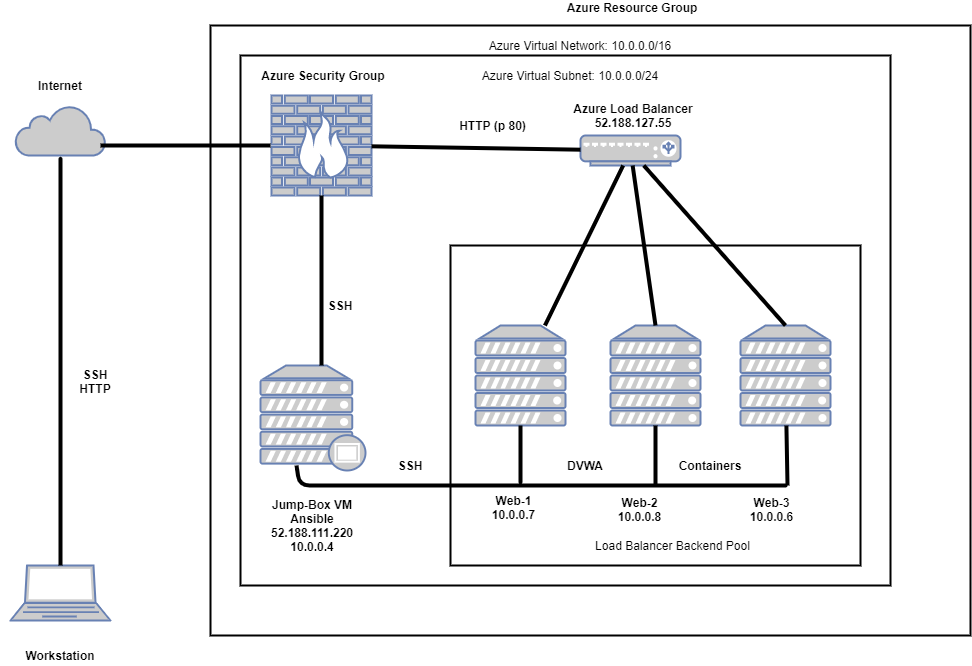 Azure Resource Group
Azure Virtual Network: 10.0.0.0/16
Azure Virtual Subnet: 10.0.0.0/24
Azure Security Group
Internet
Azure Load Balancer
52.188.127.55
HTTP (p 80)
SSH
SSH
HTTP
SSH
DVWA
Containers
Jump-Box VM
Ansible
52.188.111.220
10.0.0.4
Web-1
10.0.0.7
Web-2
10.0.0.8
Web-3
10.0.0.6
Load Balancer Backend Pool
Workstation